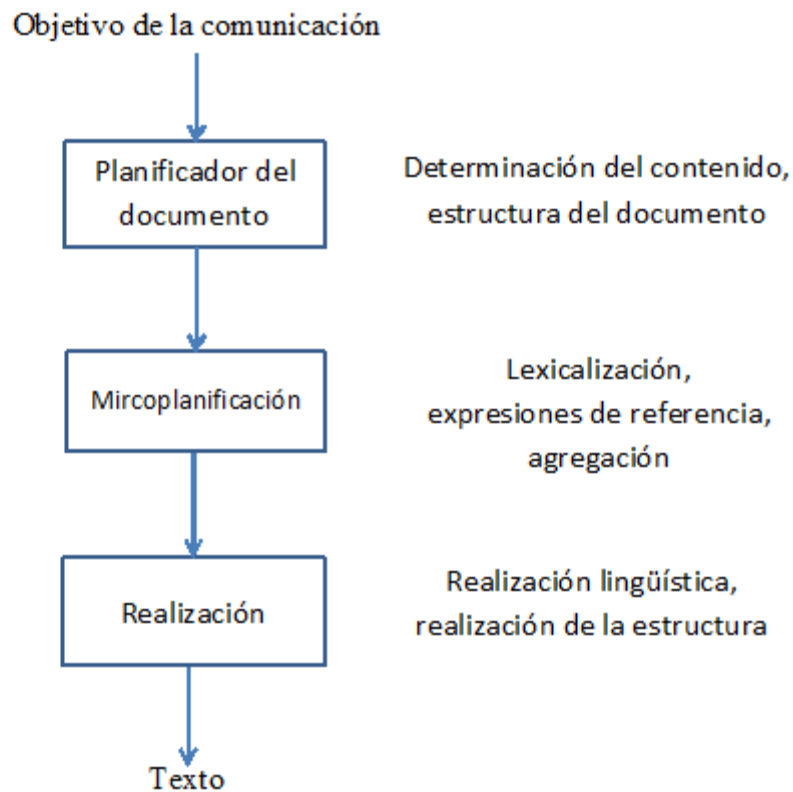 Objetivo de la comunicación
Planificador del
documento
Determinación del contenido,
estructura del documento
Mircoplanificación
Lexicalización,
expresiones de referencia,
agregación
Realización
Realización lingüística,
realización de la estructura
Texto